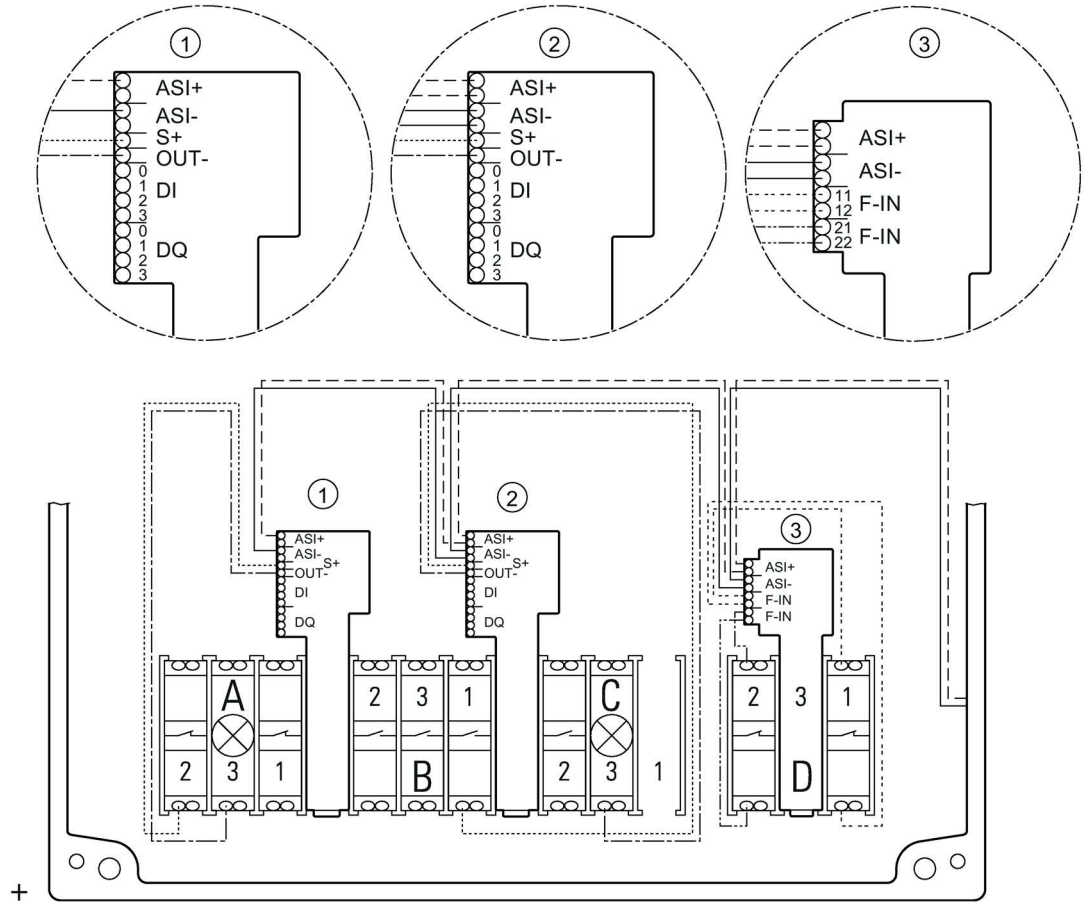 1
2
3
ASI+
ASI-
S+
OUT-
0
1
2
3
DI
0
1
2
3
DQ
ASI+
ASI-
S+
OUT-
0
1
2
3
DI
0
1
2
3
DQ
ASI+
ASI-
11
12
F-IN
21
22
F-IN
1
2
3
ASI+
ASI-
S+
OUT-
DI
DQ
ASI+
ASI-
S+
OUT-
DI
DQ
ASI+
ASI-
F-IN
F-IN
A
2
3
1
2
3
1
B
C
2
3
1
2
3
1
D
+